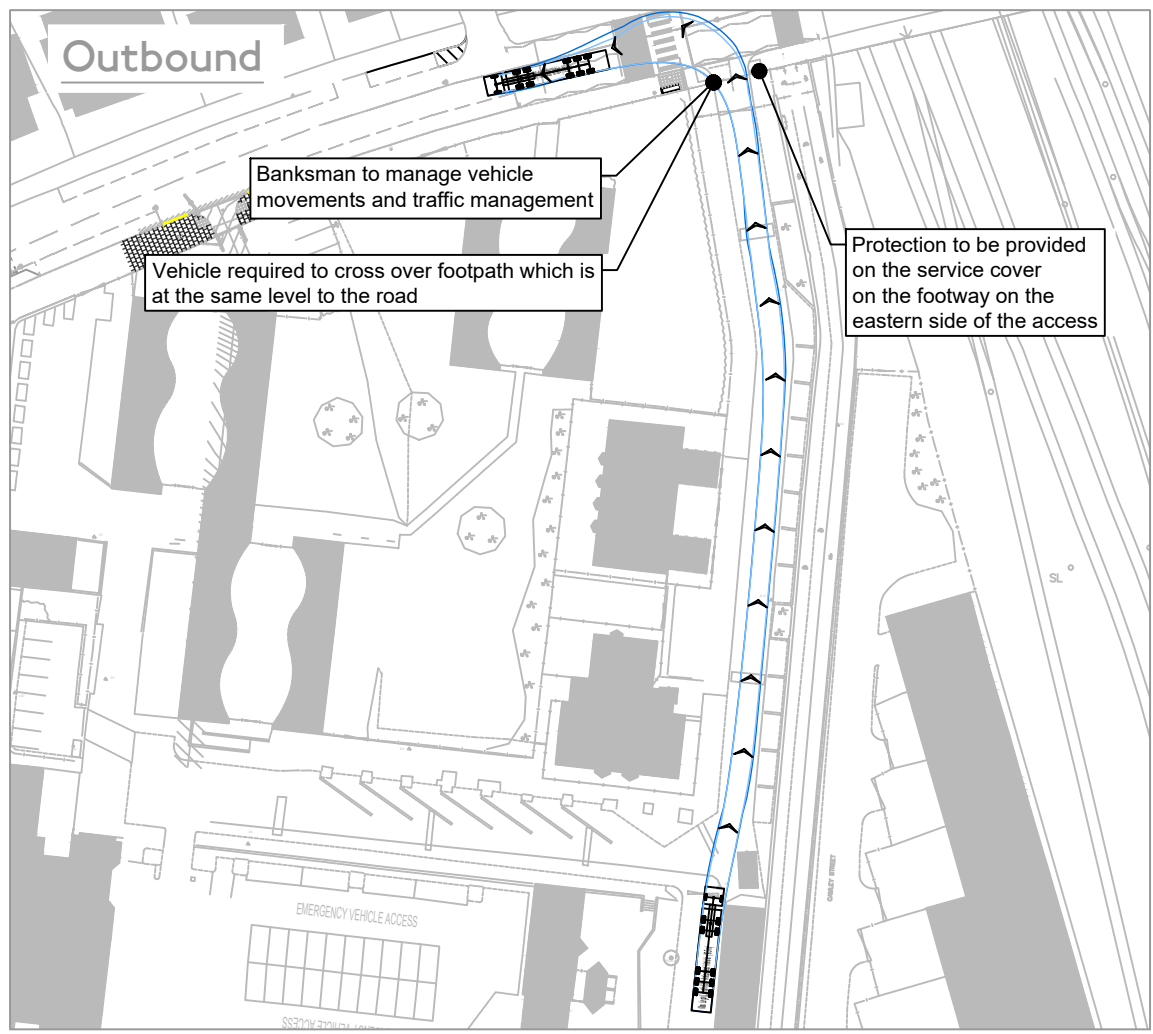 Outbound
Banksman to manage vehicle
movements and traffic management
Vehicle required to cross over footpath which is
at the same level to the road
Protection to be provided
on the service cover
on the footway on the
eastern side of the access
SL
EMERGENCY VEHICLE ACCESS